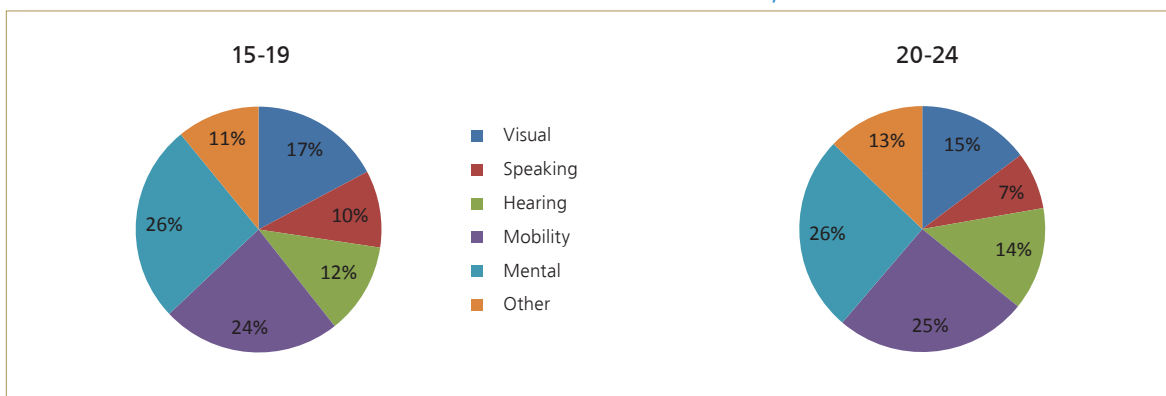 15-19
20-24
11%
17%
10%
12%
24%
26%
Visual
Speaking
Hearing
Mobility
Mental
Other
13%
15%
7%
14%
25%
26%